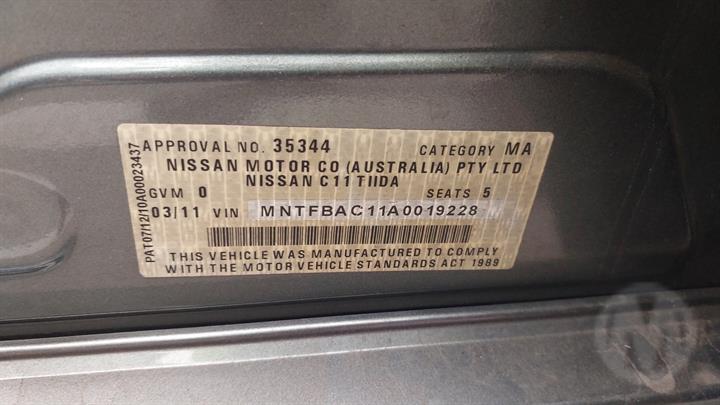 APPROVAL NO. 35344 CATEGORY MA
NISSAN MOTOR CO (AUSTRALIA) PTY LTD
NISSAN C11 TIIDA
GVM 0 SEATS 5
03/11 VIN MNTFBAC11A0019228
THIS VEHICLE WAS MANUFACTURED TO COMPLY
WITH THE MOTOR VEHICLE STANDARDS ACT 1989
PAT07/12/10A00023437